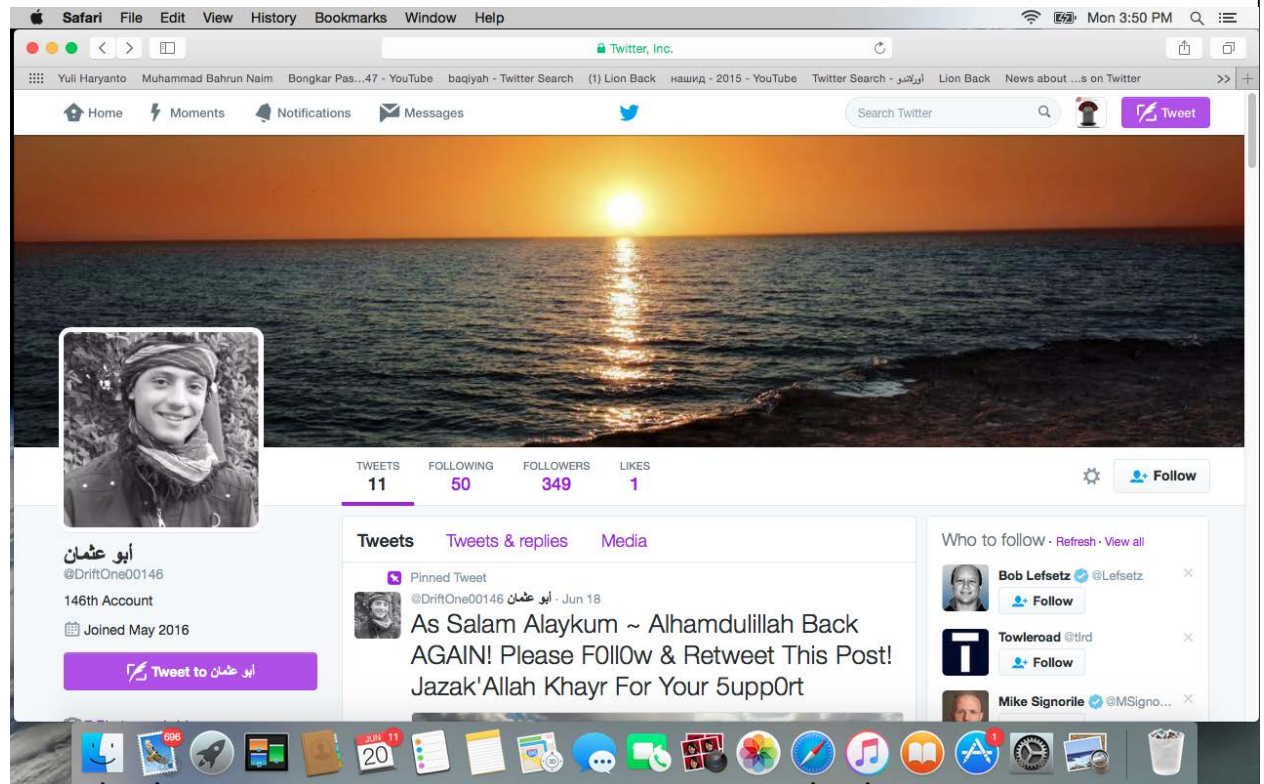 Safari File Edit View History Bookmarks Window Help Mon 3:50 PM
Twitter, Inc.
Yuli Haryanto Muhammad Bahrun Naim Bongkar Pas...47 - YouTube baqiyah - Twitter Search (1) Lion Back нашид - 2015 - YouTube Twitter Search - أورلاندو Lion Back News about ...s on Twitter >>
Home Moments Notifications Messages Search Twitter Tweet
TWEETS FOLLOWING FOLLOWERS LIKES
11 50 349 1
Follow
أبو عثمان
@DriftOne00146
146th Account
Joined May 2016
Tweet to أبو عثمان
Tweets Tweets & replies Media
Pinned Tweet
@DriftOne00146 أبو عثمان · Jun 18
As Salam Alaykum ~ Alhamdulillah Back
AGAIN! Please F0ll0w & Retweet This Post!
Jazak'Allah Khayr For Your 5upp0rt
Who to follow · Refresh · View all
Bob Lefsetz @Lefsetz
Follow
Towleroad @tlrd
Follow
Mike Signorile @MSigno...
696
JUN 11
20
1